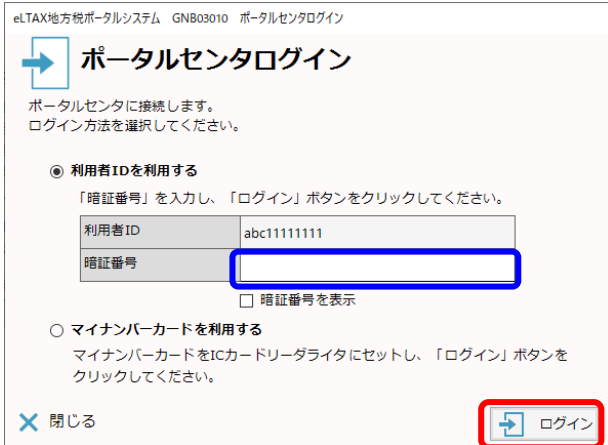 eLTAX地方税ポータルシステム GNB03010 ポータルセンタログイン
ポータルセンタログイン
ポータルセンタに接続します。
ログイン方法を選択してください。
利用者IDを利用する
「暗証番号」を入力し、「ログイン」ボタンをクリックしてください。
利用者ID abc11111111
暗証番号
暗証番号を表示
マイナンバーカードを利用する
マイナンバーカードをICカードリーダライタにセットし、「ログイン」ボタンを
クリックしてください。
閉じる ログイン